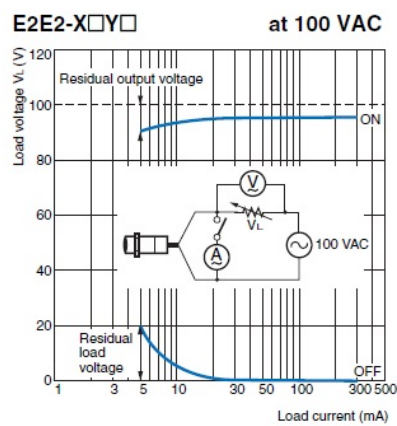 E2E2-X□Y□ at 100 VAC
Load voltage VL (V)
120
100
80
60
40
20
0
Residual output voltage
ON
V
VL
A
100 VAC
Residual
load
voltage
OFF
1 3 5 10 30 50 100 300 500
Load current (mA)